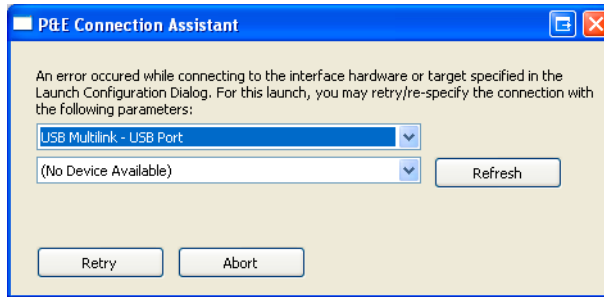 P&E Connection Assistant
An error occured while connecting to the interface hardware or target specified in the
Launch Configuration Dialog. For this launch, you may retry/re-specify the connection with
the following parameters:
USB Multilink - USB Port
(No Device Available)
Refresh
Retry
Abort